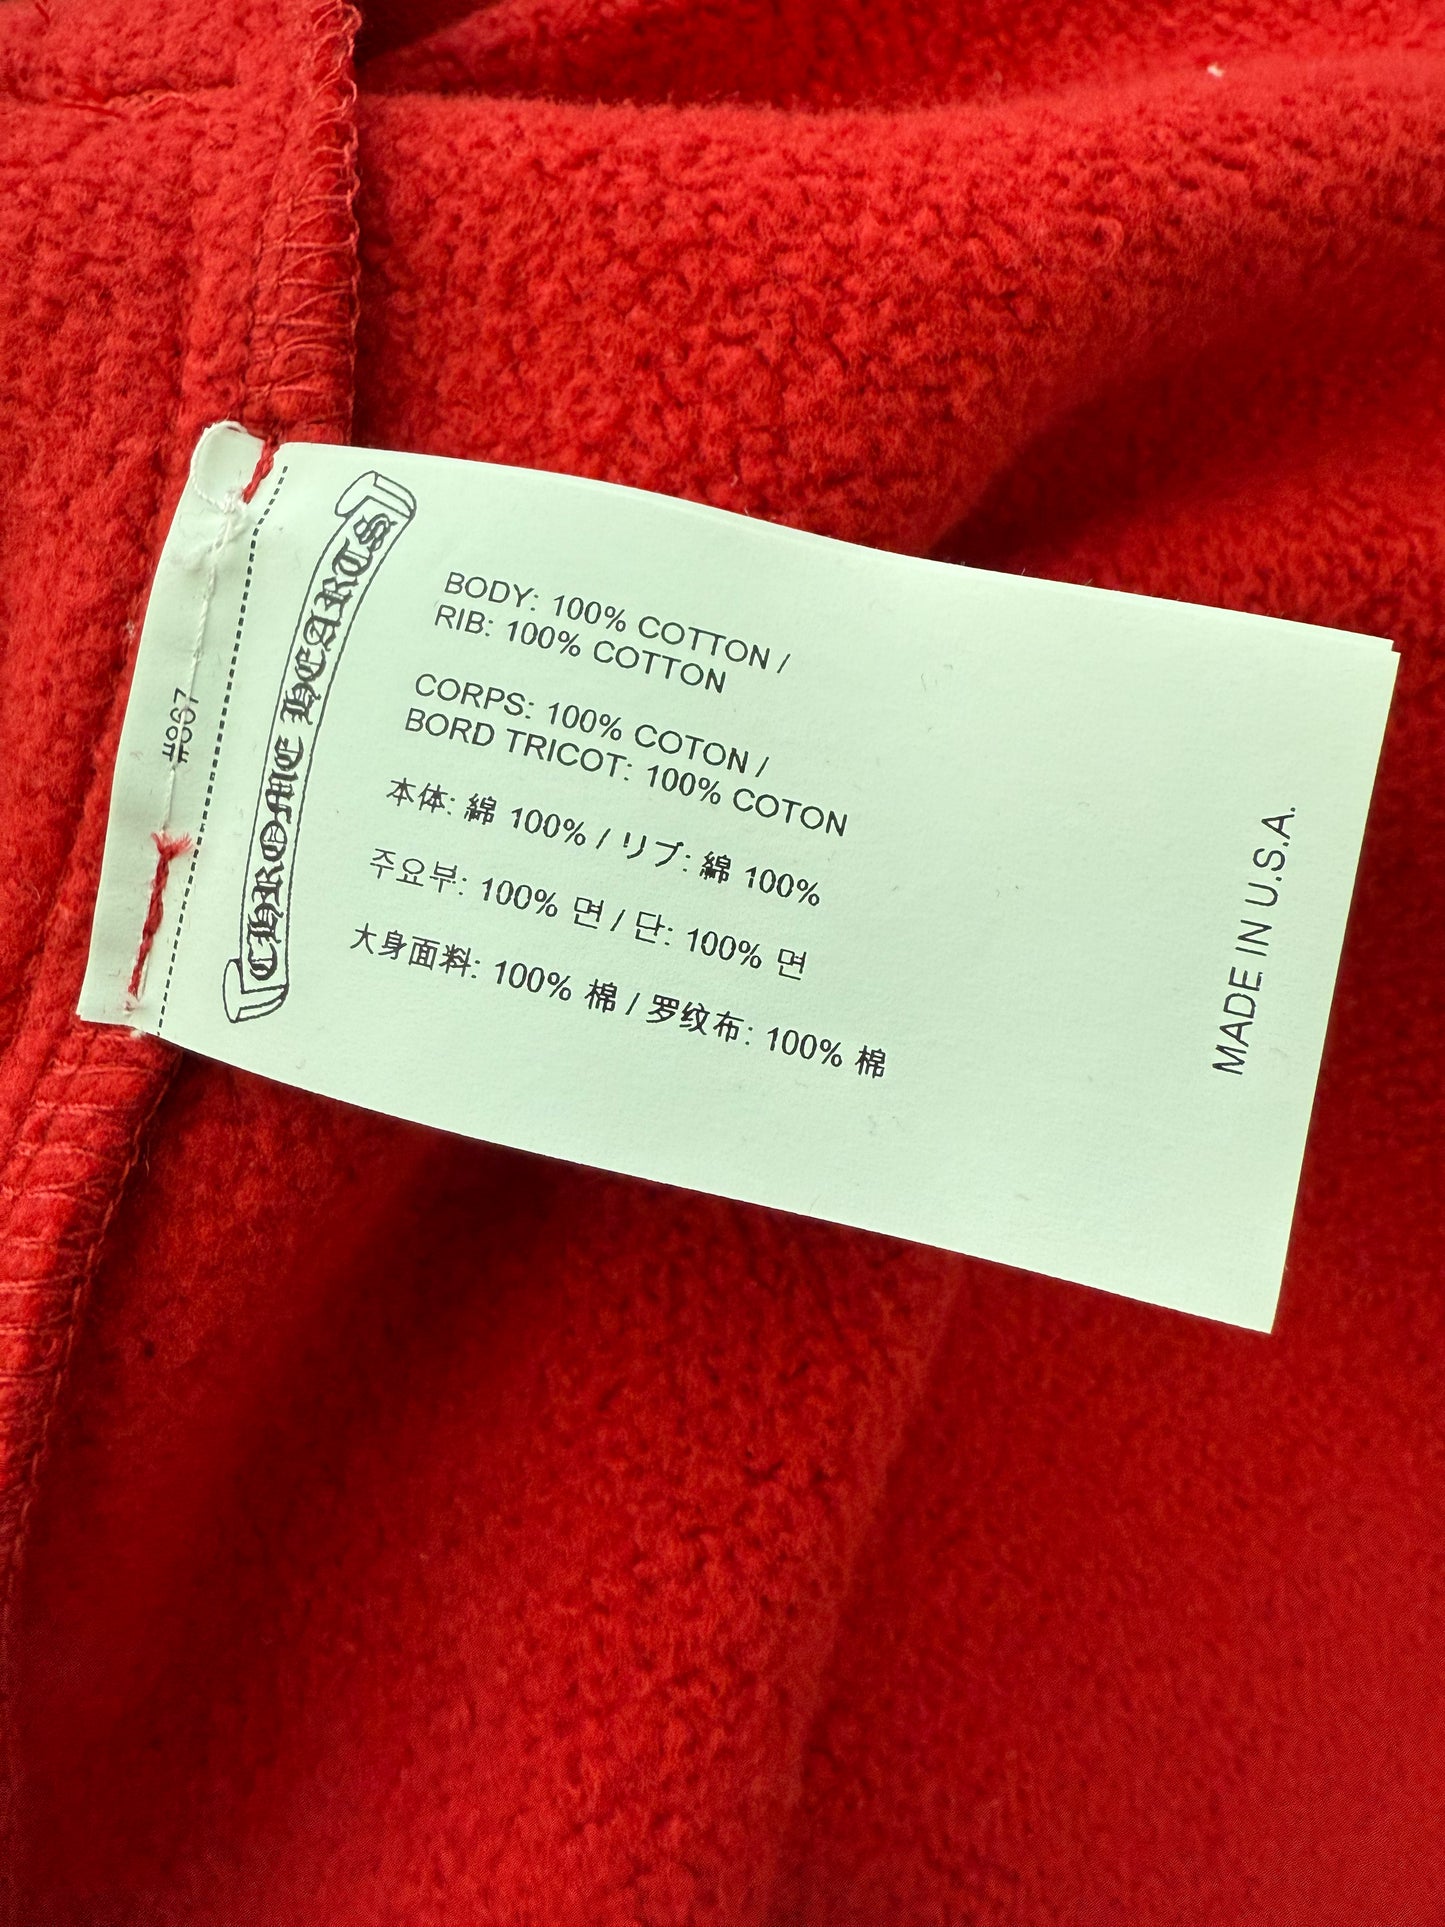 #667
CHROME HEARTS
BODY: 100% COTTON /
RIB: 100% COTTON
CORPS: 100% COTON /
BORD TRICOT: 100% COTON
本体: 綿 100% / リブ: 綿 100%
주요부: 100% 면 / 단: 100% 면
大身面料: 100% 棉 / 罗纹布: 100% 棉
MADE IN U.S.A.